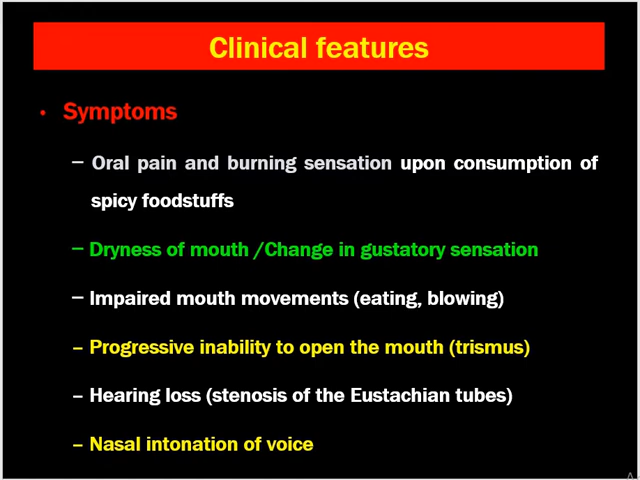 Clinical features
• Symptoms
– Oral pain and burning sensation upon consumption of
spicy foodstuffs
– Dryness of mouth /Change in gustatory sensation
– Impaired mouth movements (eating, blowing)
– Progressive inability to open the mouth (trismus)
– Hearing loss (stenosis of the Eustachian tubes)
– Nasal intonation of voice